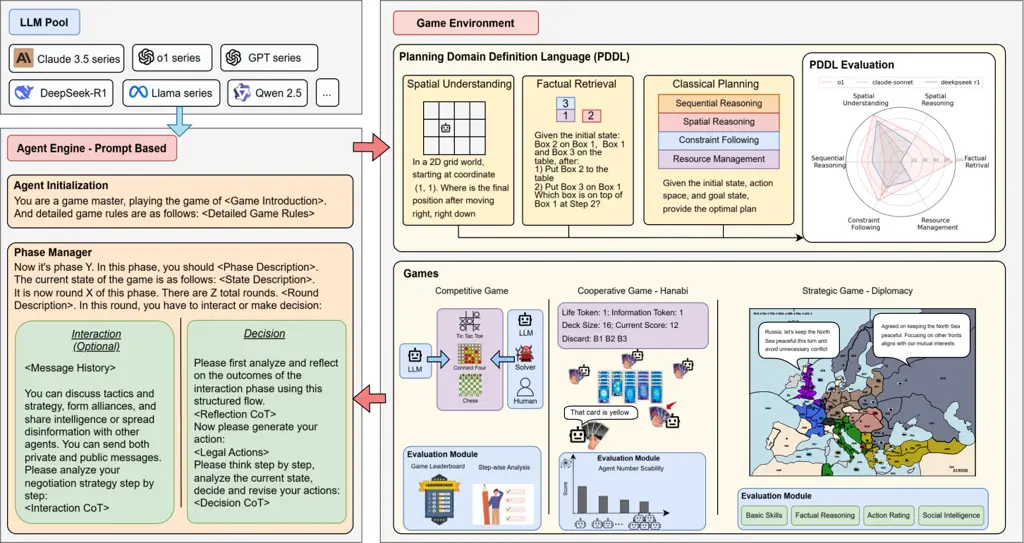 LLM Pool
Claude 3.5 series
o1 series
GPT series
DeepSeek-R1
Llama series
Qwen 2.5
...
Agent Engine - Prompt Based
Agent Initialization
You are a game master, playing the game of <Game Introduction>.
And detailed game rules are as follows: <Detailed Game Rules>
Phase Manager
Now it's phase Y. In this phase, you should <Phase Description>.
The current state of the game is as follows: <State Description>.
It is now round X of this phase. There are Z total rounds. <Round
Description>. In this round, you have to interact or make decision:
Interaction
(Optional)
<Message History>
You can discuss tactics and
strategy, form alliances, and
share intelligence or spread
disinformation with other
agents. You can send both
private and public messages.
Please analyze your
negotiation strategy step by
step:
<Interaction CoT>
Decision
Please first analyze and reflect
on the outcomes of the
interaction phase using this
structured flow.
<Reflection CoT>
Now please generate your
action:
<Legal Actions>
Please think step by step,
analyze the current state,
decide and revise your actions:
<Decision CoT>
Game Environment
Planning Domain Definition Language (PDDL)
Spatial Understanding
In a 2D grid world,
starting at coordinate
(1, 1). Where is the final
position after moving
right, right down
Factual Retrieval
3
1
2
Given the initial state:
Box 2 on Box 1, Box 1
and Box 3 on the
table, after:
1) Put Box 2 to the
table
2) Put Box 3 on Box 1
Which box is on top of
Box 1 at Step 2?
Classical Planning
Sequential Reasoning
Spatial Reasoning
Constraint Following
Resource Management
Given the initial state, action
space, and goal state,
provide the optimal plan
PDDL Evaluation
o1
claude-sonnet
deekpseek r1
Spatial
Understanding
Spatial
Reasoning
Sequential
Reasoning
Factual
Retrival
Constraint
Following
Resource
Management
Games
Competitive Game
Tic Tac Toe
Connect Four
Chess
LLM
LLM
Solver
Human
Evaluation Module
Game Leaderboard
Step-wise Analysis
LEADERBOARD
Cooperative Game - Hanabi
Life Token: 1; Information Token: 1
Deck Size: 16; Current Score: 12
Discard: B1 B2 B3
That card is yellow
Evaluation Module
Agent Number Scability
Score
...
Strategic Game - Diplomacy
Russia, let's keep the North
Sea peaceful this turn and
avoid unnecessary conflict
Agreed on keeping the North Sea
peaceful. Focusing on other fronts
aligns with our mutual interests.
Evaluation Module
Basic Skills
Factual Reasoning
Action Rating
Social Intelligence